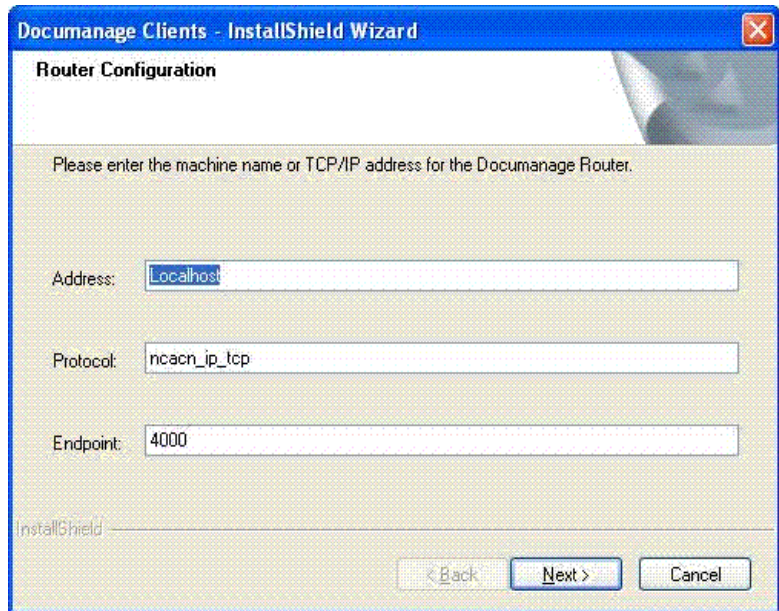 Documanage Clients - InstallShield Wizard
Router Configuration
Please enter the machine name or TCP/IP address for the Documanage Router.
Address: Localhost
Protocol: ncacn_ip_tcp
Endpoint: 4000
InstallShield
< Back Next > Cancel